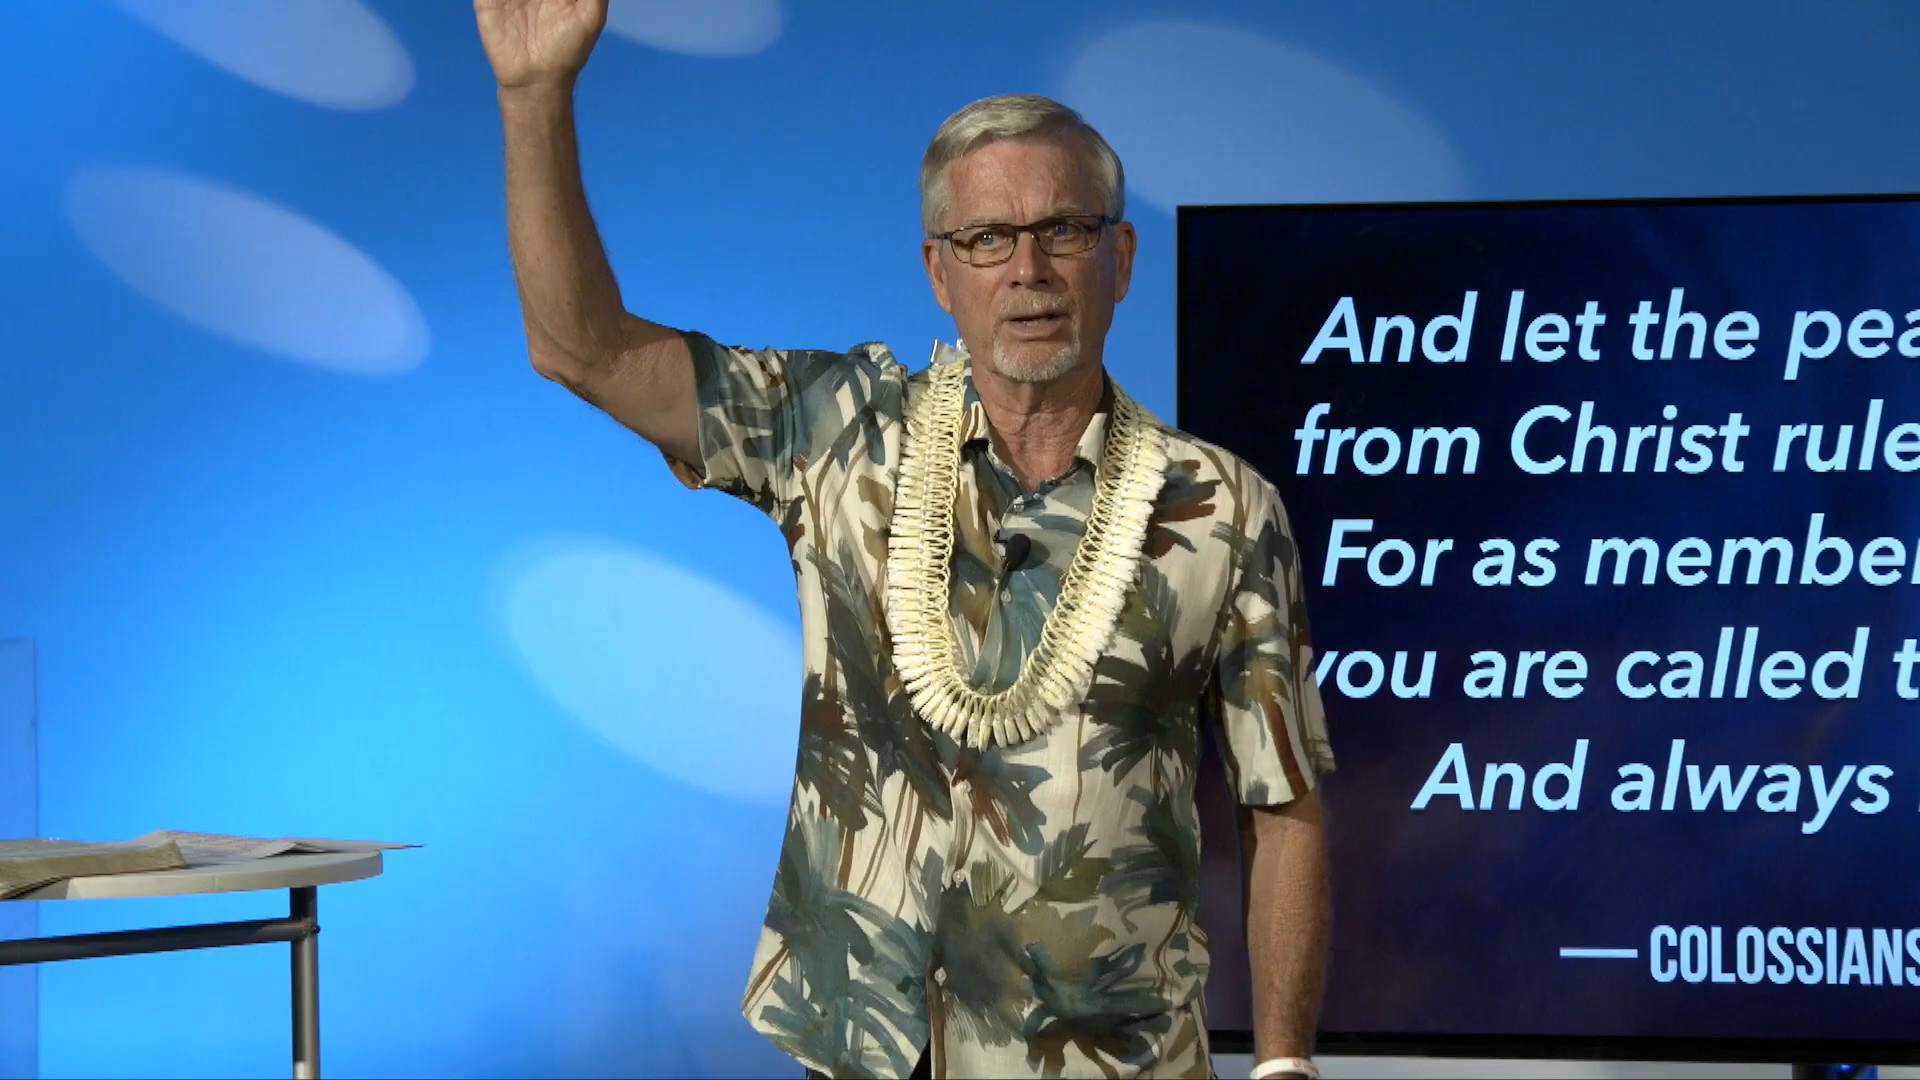 And let the pea
from Christ rule
For as member
you are called t
And always
— COLOSSIANS